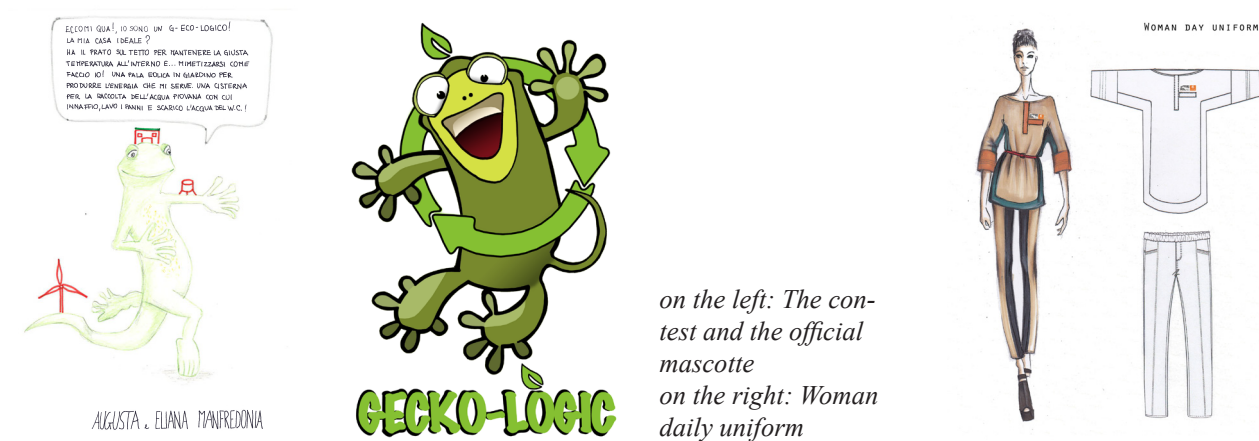 ECCOMI QUA!, IO SONO UN G-ECO-LOGICO!
LA MIA CASA IDEALE?
HA IL PRATO SUL TETTO PER MANTENERE LA GIUSTA
TEMPERATURA ALL'INTERNO E... MIMETIZZARSI COME
FACCIO IO! UNA PALA EOLICA IN GIARDINO PER
PRODURRE L'ENERGIA CHE MI SERVE. UNA CISTERNA
PER LA RACCOLTA DELL'ACQUA PIOVANA CON CUI
INNAFFIO, LAVO I PANNI E SCARICO L'ACQUA DEL W.C.!
AUGUSTA e ELIANA MANFREDONIA
GECKO-LOGIC
on the left: The con-
test and the official
mascotte
on the right: Woman
daily uniform
WOMAN DAY UNIFORM